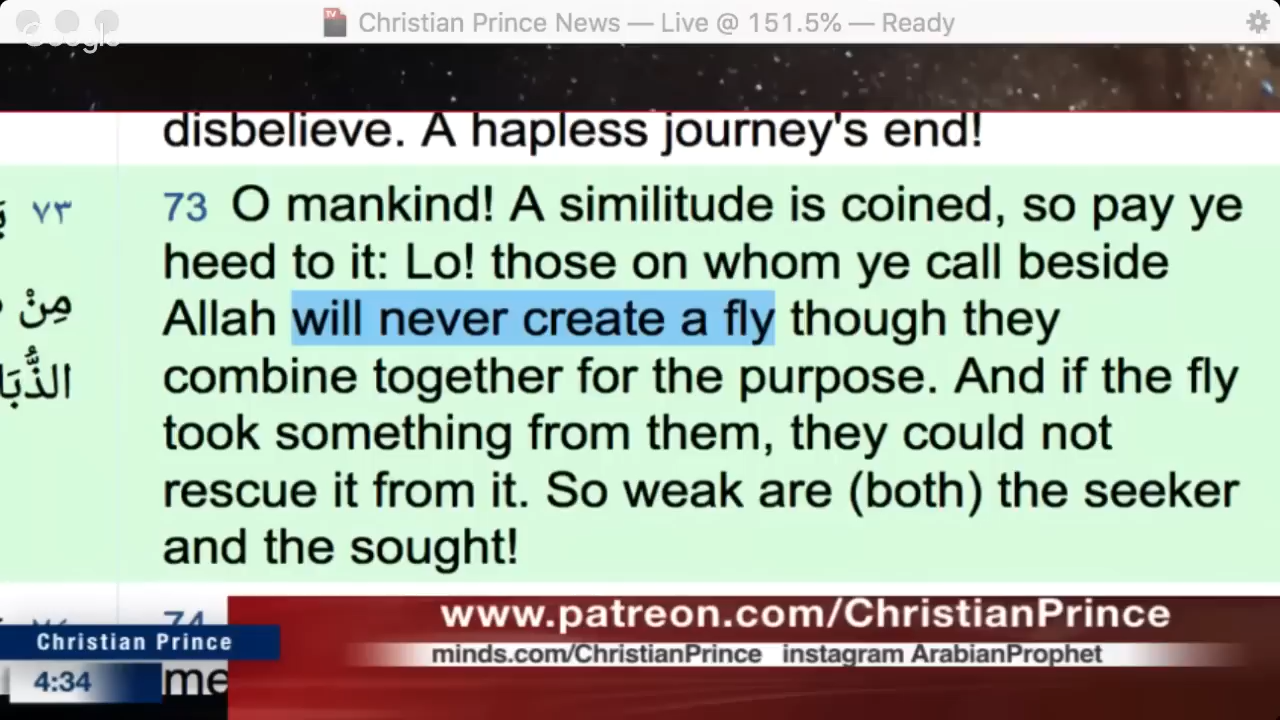 Christian Prince News — Live @ 151.5% — Ready
Google
disbelieve. A hapless journey's end!
٧٣
73 O mankind! A similitude is coined, so pay ye
heed to it: Lo! those on whom ye call beside
مِنْ
Allah will never create a fly though they
combine together for the purpose. And if the fly
took something from them, they could not
rescue it from it. So weak are (both) the seeker
and the sought!
74
www.patreon.com/ChristianPrince
Christian Prince
minds.com/ChristianPrince instagram ArabianProphet
4:34
me